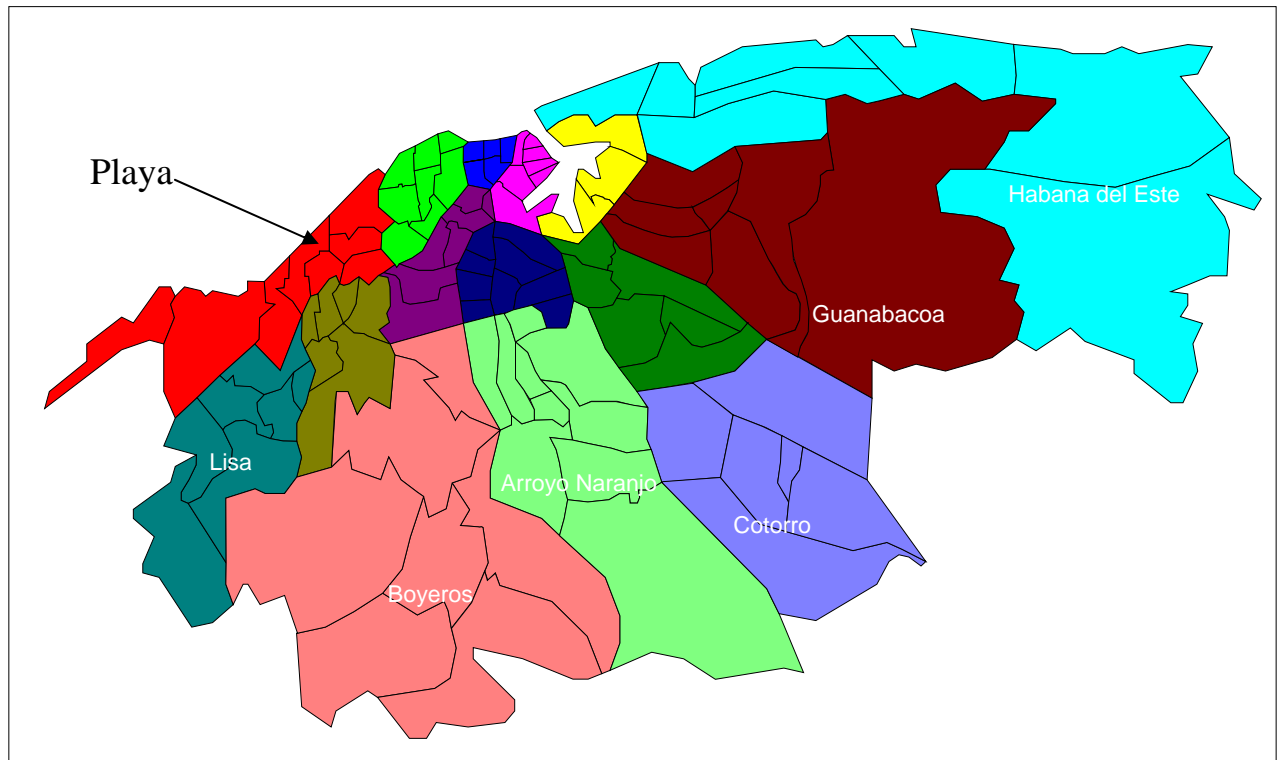 Playa
Habana del Este
Guanabacoa
Lisa
Arroyo Naranjo
Cotorro
Boyeros